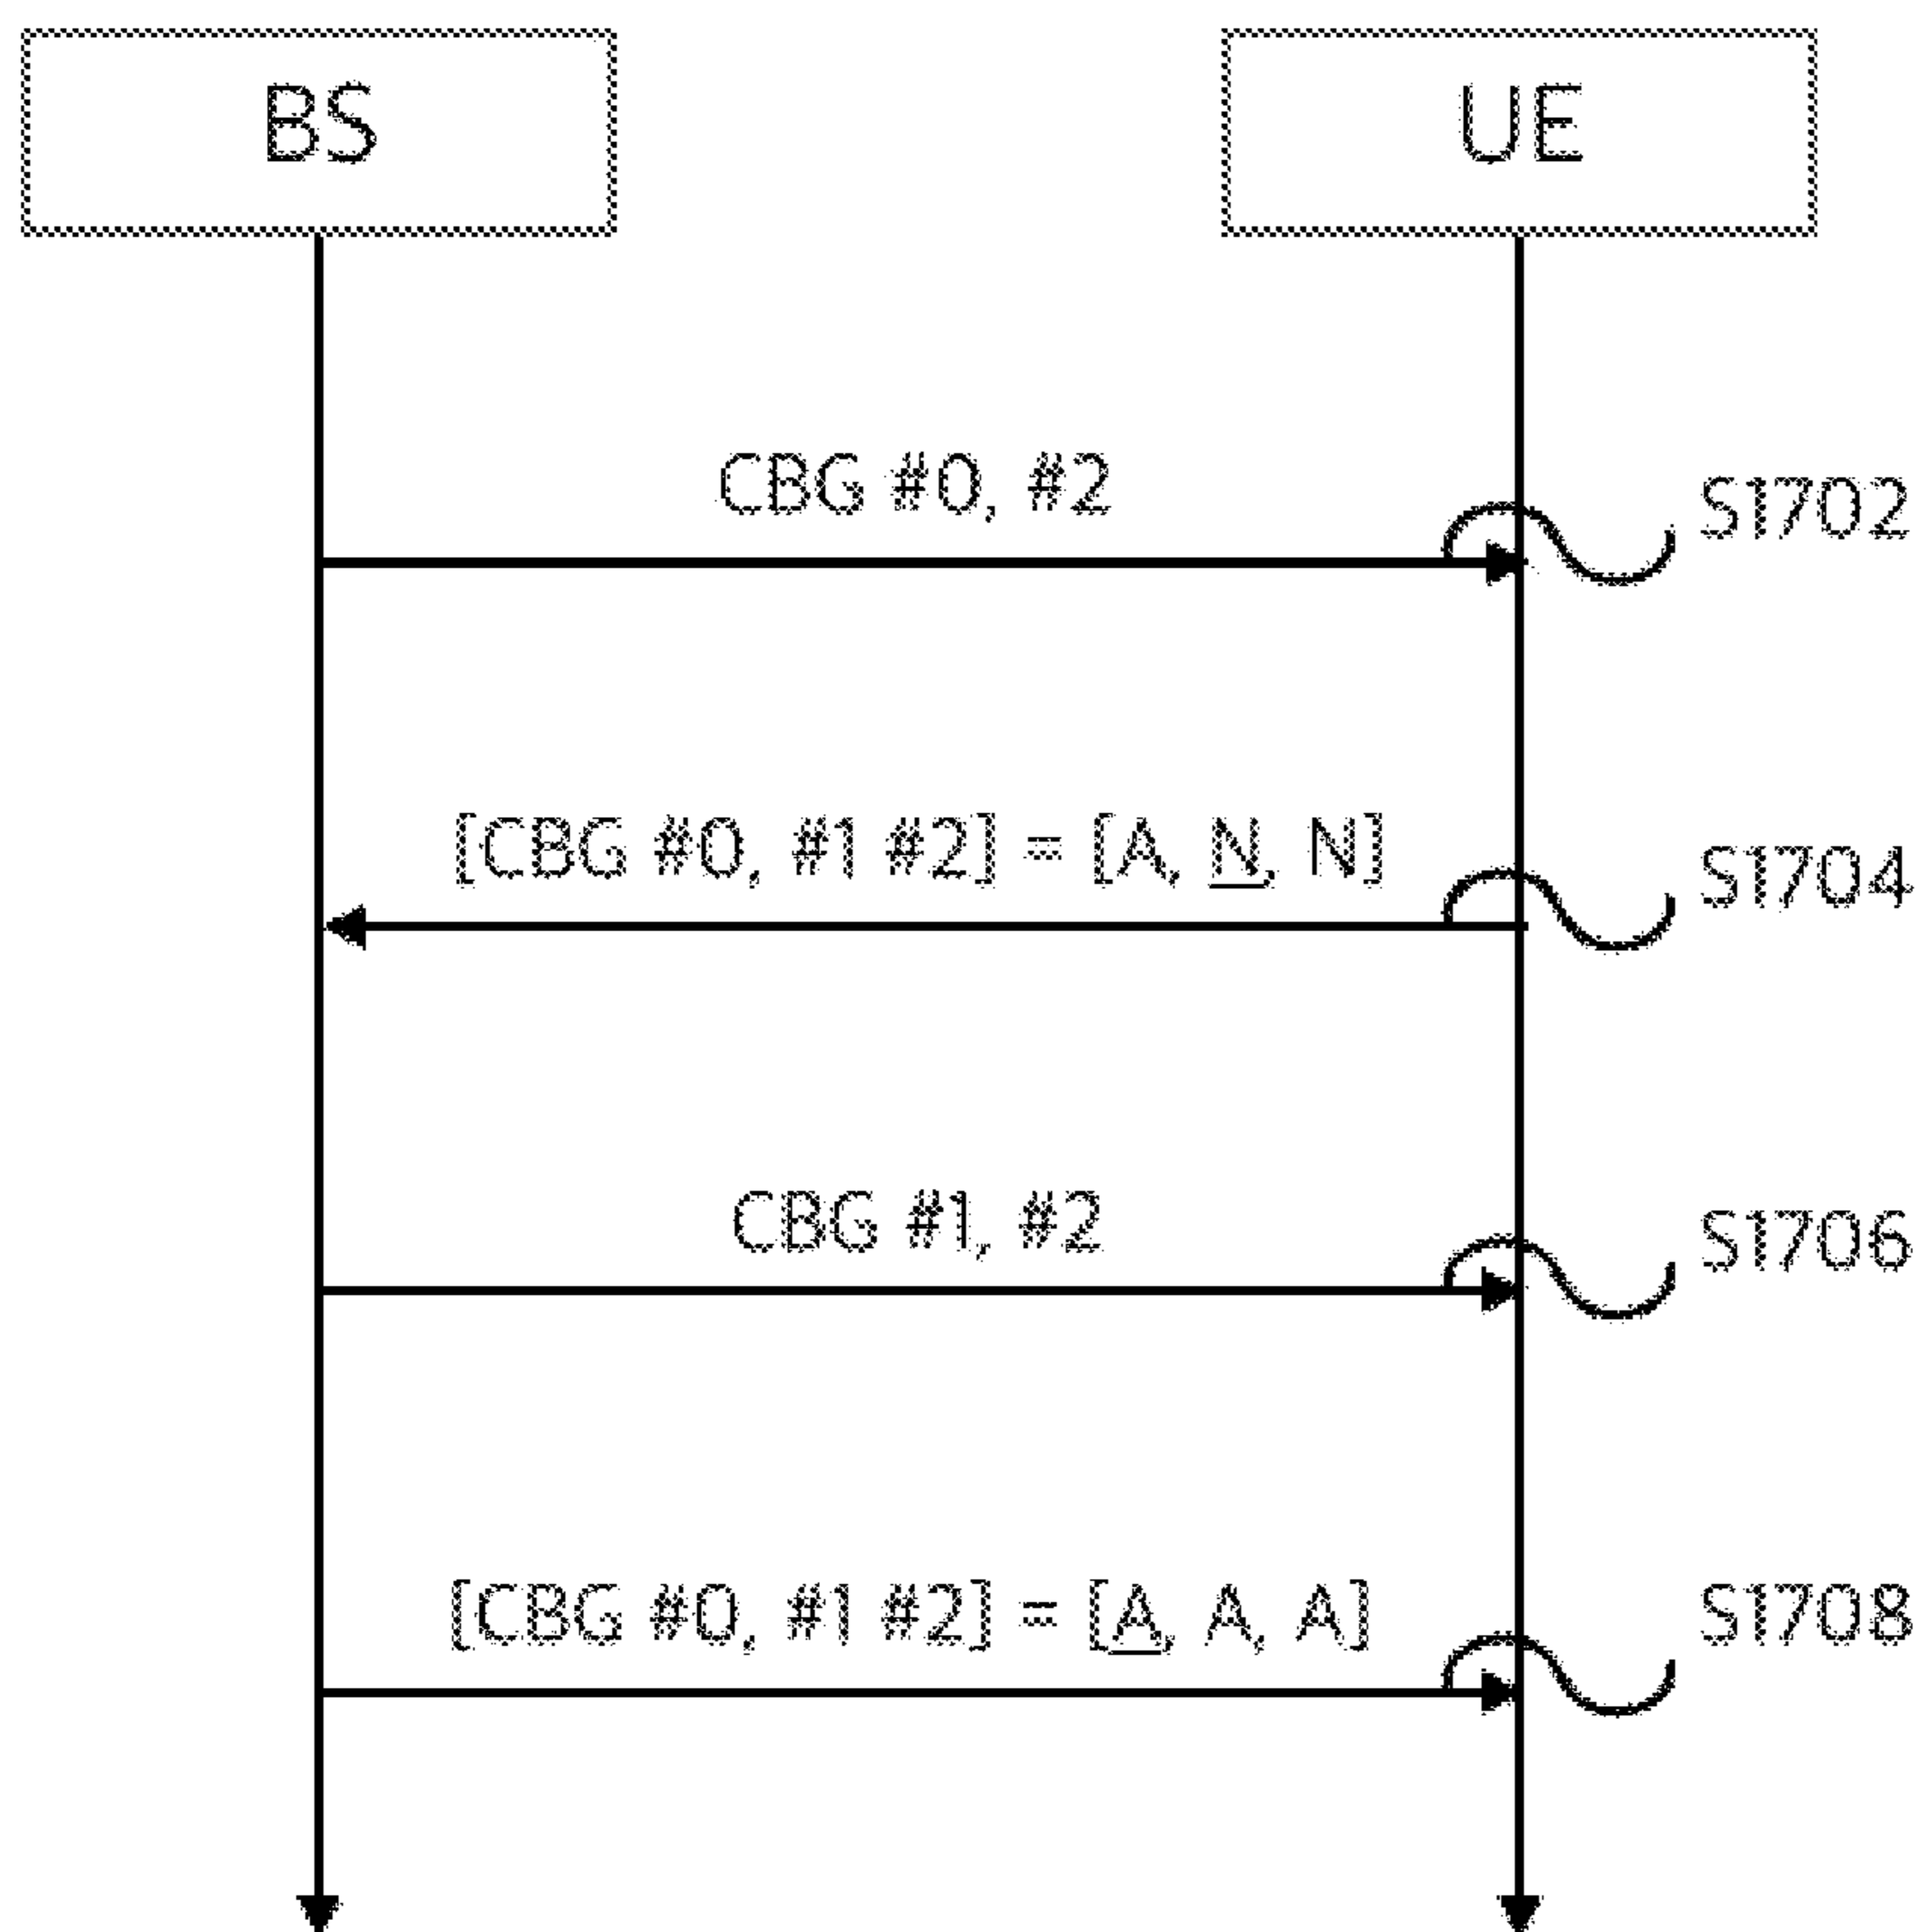 BS
UE
CBG #0, #2
S1702
[CBG #0, #1 #2] = [A, N, N]
S1704
CBG #1, #2
S1706
[CBG #0, #1 #2] = [A, A, A]
S1708